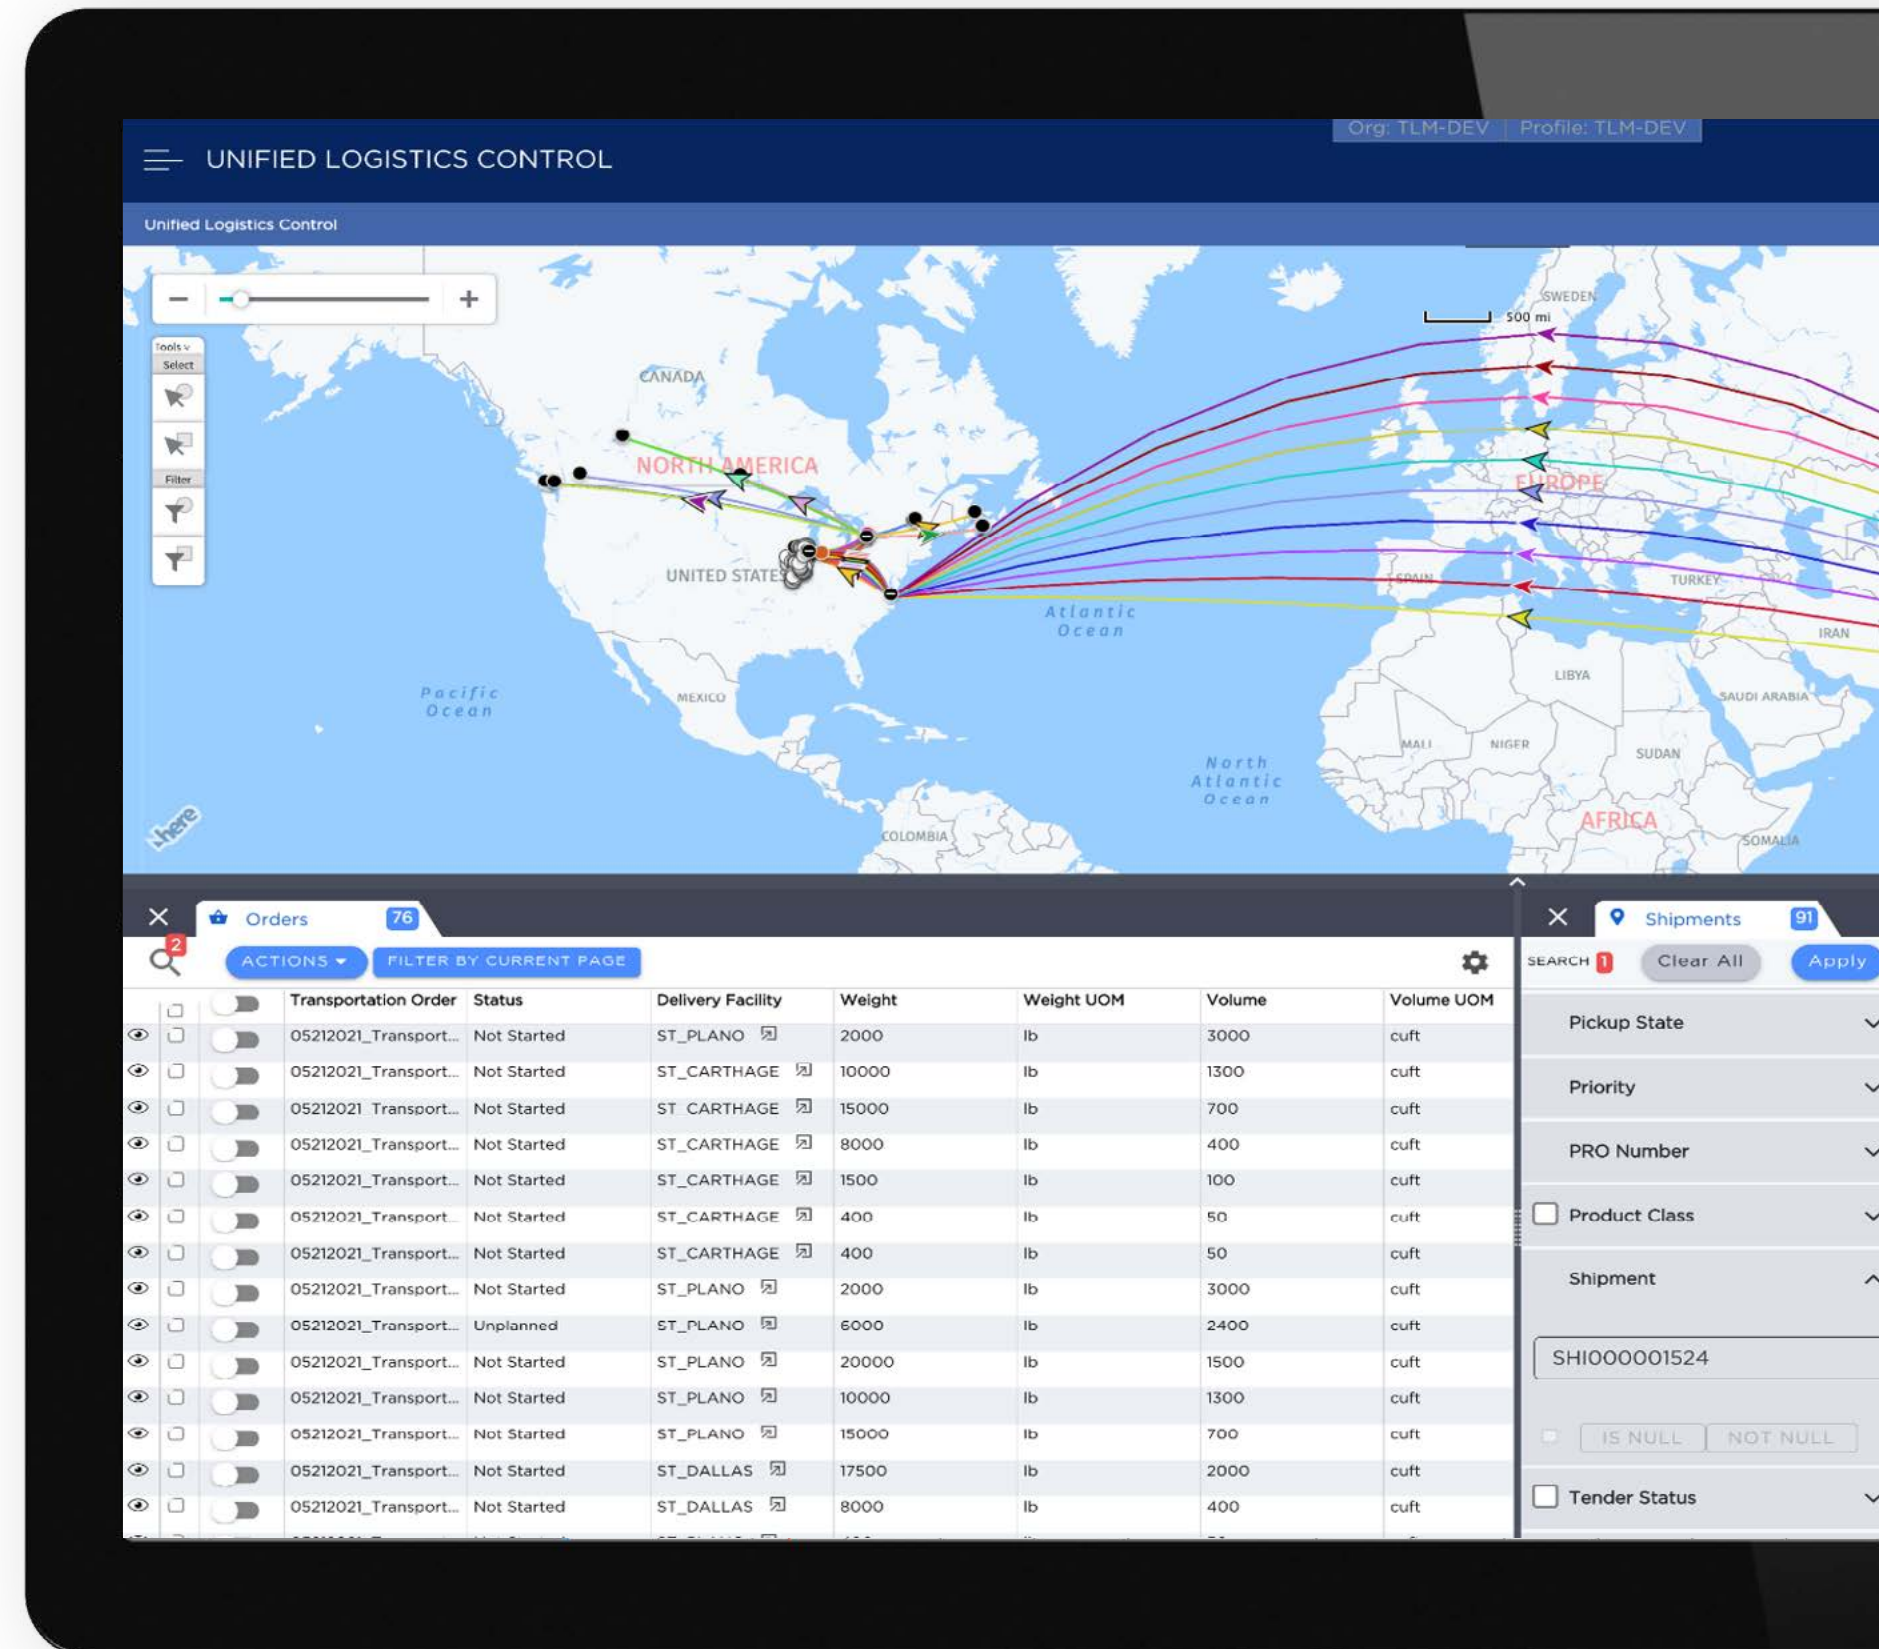 Org: TLM-DEV Profile: TLM-DEV
UNIFIED LOGISTICS CONTROL
Unified Logistics Control
500 mi
Tools
Select
Filter
SWEDEN
CANADA
NORTH AMERICA
EUROPE
UNITED STATES
SPAIN
TURKEY
Atlantic
Ocean
IRAN
Pacific
Ocean
MEXICO
LIBYA
SAUDI ARABIA
MALI
NIGER
SUDAN
North
Atlantic
Ocean
AFRICA
here
COLOMBIA
SOMALIA
Orders 76
2
ACTIONS FILTER BY CURRENT PAGE
Transportation Order Status Delivery Facility Weight Weight UOM Volume Volume UOM
05212021_Transport... Not Started ST_PLANO 2000 lb 3000 cuft
05212021_Transport... Not Started ST_CARTHAGE 10000 lb 1300 cuft
05212021_Transport... Not Started ST_CARTHAGE 15000 lb 700 cuft
05212021_Transport... Not Started ST_CARTHAGE 8000 lb 400 cuft
05212021_Transport... Not Started ST_CARTHAGE 1500 lb 100 cuft
05212021_Transport... Not Started ST_CARTHAGE 400 lb 50 cuft
05212021_Transport... Not Started ST_CARTHAGE 400 lb 50 cuft
05212021_Transport... Not Started ST_PLANO 2000 lb 3000 cuft
05212021_Transport... Unplanned ST_PLANO 6000 lb 2400 cuft
05212021_Transport... Not Started ST_PLANO 20000 lb 1500 cuft
05212021_Transport... Not Started ST_PLANO 10000 lb 1300 cuft
05212021_Transport... Not Started ST_PLANO 15000 lb 700 cuft
05212021_Transport... Not Started ST_DALLAS 17500 lb 2000 cuft
05212021_Transport... Not Started ST_DALLAS 8000 lb 400 cuft
Shipments 91
SEARCH 1 Clear All Apply
Pickup State
Priority
PRO Number
Product Class
Shipment
SHI000001524
IS NULL NOT NULL
Tender Status